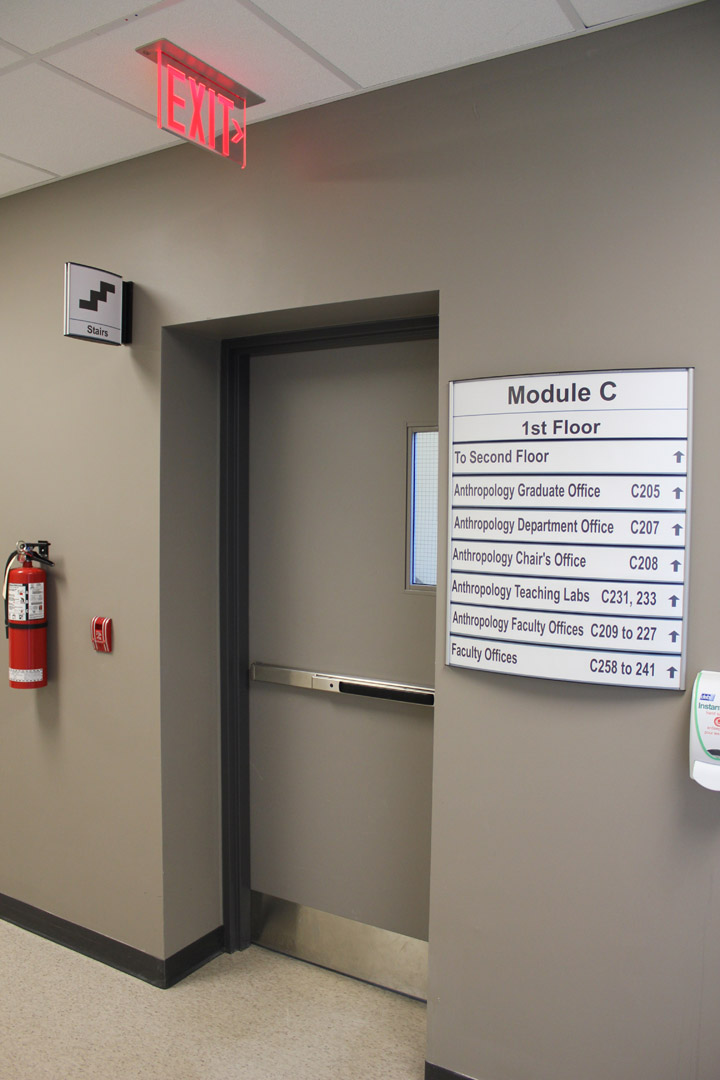 EXIT
Stairs
Module C
1st Floor
To Second Floor
Anthropology Graduate Office C205
Anthropology Department Office C207
Anthropology Chair's Office C208
Anthropology Teaching Labs C231, 233
Anthropology Faculty Offices C209 to 227
Faculty Offices C258 to 241